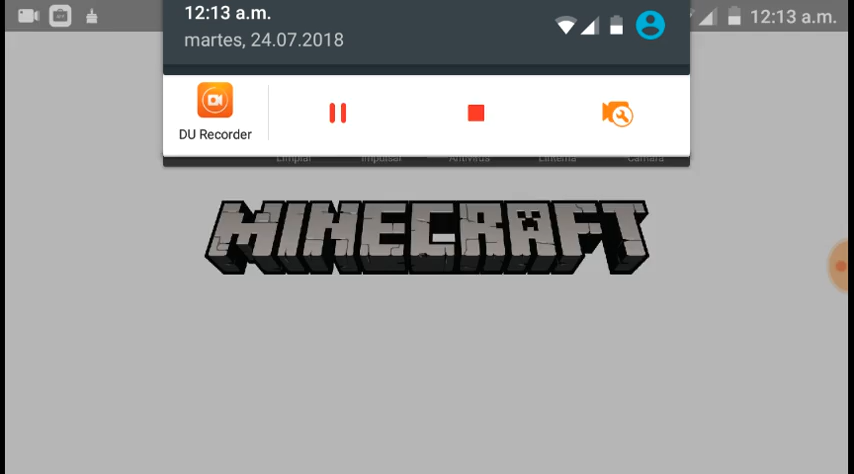 12:13 a.m.
12:13 a.m.
martes, 24.07.2018
DU Recorder
Limpiar Impulsar Antivirus Linterna Cámara
MINECRAFT